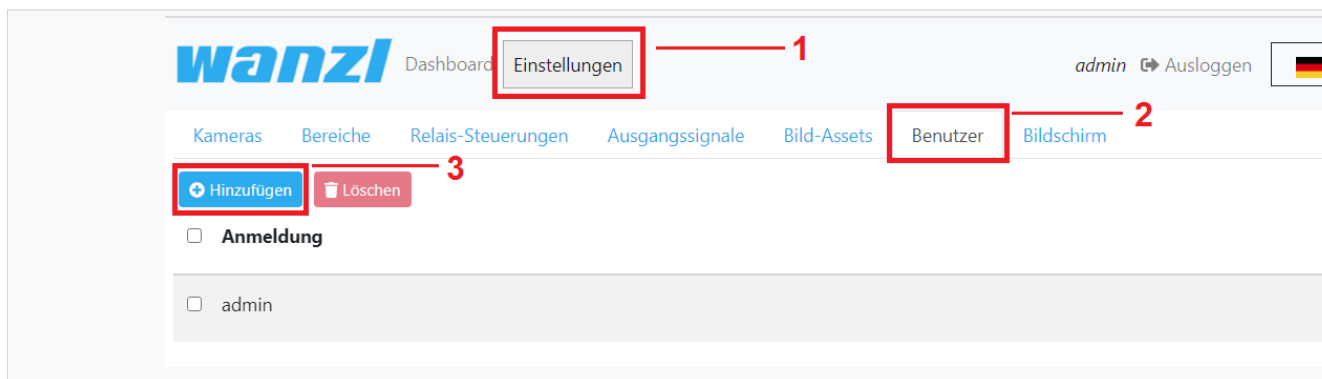 wanzl Dashboard Einstellungen 1 admin Ausloggen
Kameras Bereiche Relais-Steuerungen Ausgangssignale Bild-Assets Benutzer Bildschirm 2
3
Hinzufügen Löschen
Anmeldung
admin